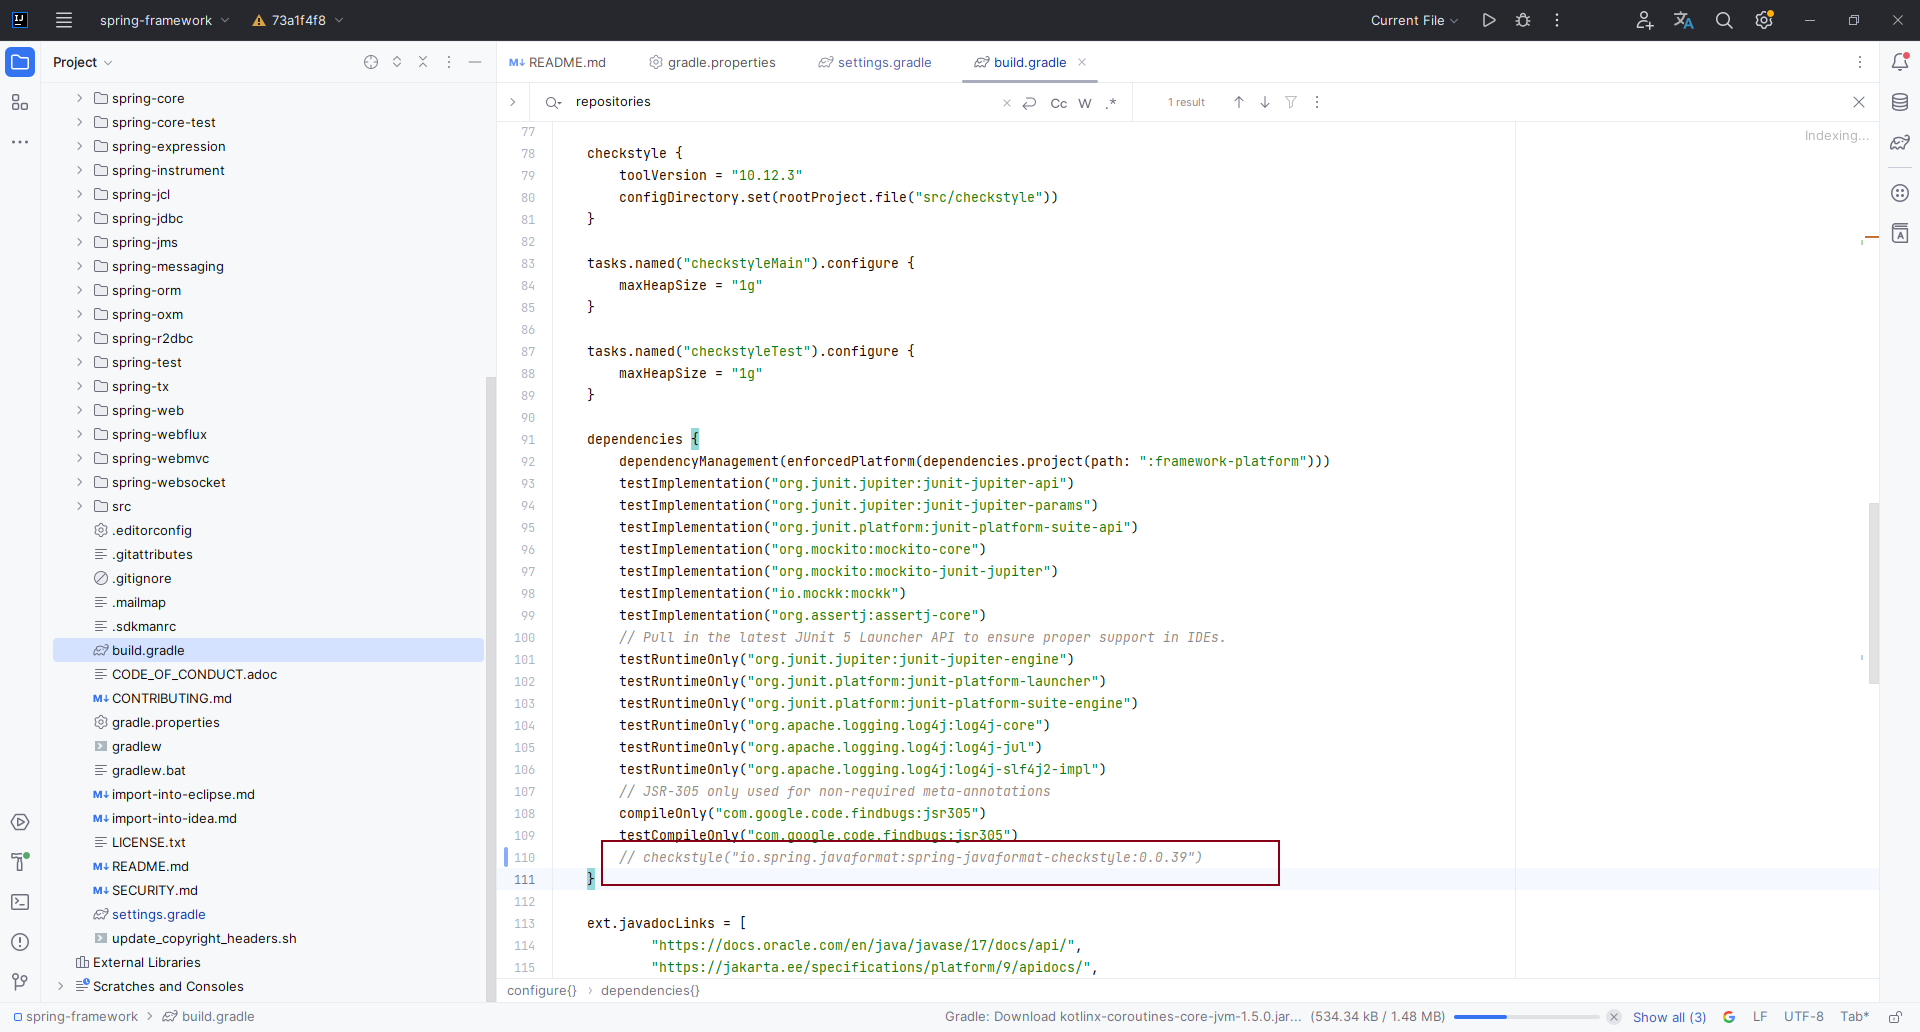 spring-framework
73a1f4f8
Current File
Project
README.md
gradle.properties
settings.gradle
build.gradle
repositories
Cc
W
.*
1 result
Indexing...
spring-core
spring-core-test
spring-expression
spring-instrument
spring-jcl
spring-jdbc
spring-jms
spring-messaging
spring-orm
spring-oxm
spring-r2dbc
spring-test
spring-tx
spring-web
spring-webflux
spring-webmvc
spring-websocket
src
.editorconfig
.gitattributes
.gitignore
.mailmap
.sdkmanrc
build.gradle
CODE_OF_CONDUCT.adoc
CONTRIBUTING.md
gradle.properties
gradlew
gradlew.bat
import-into-eclipse.md
import-into-idea.md
LICENSE.txt
README.md
SECURITY.md
settings.gradle
update_copyright_headers.sh
External Libraries
Scratches and Consoles
77
78 checkstyle {
79 toolVersion = "10.12.3"
80 configDirectory.set(rootProject.file("src/checkstyle"))
81 }
82
83 tasks.named("checkstyleMain").configure {
84 maxHeapSize = "1g"
85 }
86
87 tasks.named("checkstyleTest").configure {
88 maxHeapSize = "1g"
89 }
90
91 dependencies {
92 dependencyManagement(enforcedPlatform(dependencies.project(path: ":framework-platform")))
93 testImplementation("org.junit.jupiter:junit-jupiter-api")
94 testImplementation("org.junit.jupiter:junit-jupiter-params")
95 testImplementation("org.junit.platform:junit-platform-suite-api")
96 testImplementation("org.mockito:mockito-core")
97 testImplementation("org.mockito:mockito-junit-jupiter")
98 testImplementation("io.mockk:mockk")
99 testImplementation("org.assertj:assertj-core")
100 // Pull in the latest JUnit 5 Launcher API to ensure proper support in IDEs.
101 testRuntimeOnly("org.junit.jupiter:junit-jupiter-engine")
102 testRuntimeOnly("org.junit.platform:junit-platform-launcher")
103 testRuntimeOnly("org.junit.platform:junit-platform-suite-engine")
104 testRuntimeOnly("org.apache.logging.log4j:log4j-core")
105 testRuntimeOnly("org.apache.logging.log4j:log4j-jul")
106 testRuntimeOnly("org.apache.logging.log4j:log4j-slf4j2-impl")
107 // JSR-305 only used for non-required meta-annotations
108 compileOnly("com.google.code.findbugs:jsr305")
109 testCompileOnly("com.google.code.findbugs:jsr305")
110 // checkstyle("io.spring.javaformat:spring-javaformat-checkstyle:0.0.39")
111 }
112
113 ext.javadocLinks = [
114 "https://docs.oracle.com/en/java/javase/17/docs/api/",
115 "https://jakarta.ee/specifications/platform/9/apidocs/",
configure{} › dependencies{}
spring-framework > build.gradle
Gradle: Download kotlinx-coroutines-core-jvm-1.5.0.jar... (534.34 kB / 1.48 MB)
Show all (3)
LF
UTF-8
Tab*